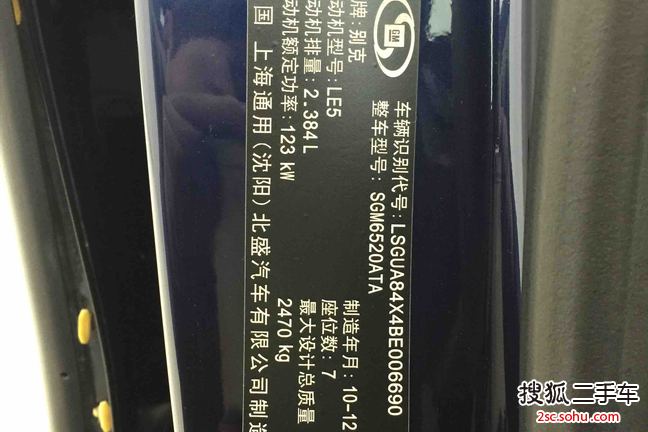 GM
车辆识别代号: LSGUA84X4BE006690
整车型号: SGM6520ATA
牌: 别克
动机型号: LE5 制造年月: 10-12
动机排量: 2.384L 座位数: 7
动机额定功率: 123 kW 最大设计总质量
2470 kg
国 上海通用(沈阳)北盛汽车有限公司制造
搜狐二手车
2sc.sohu.com